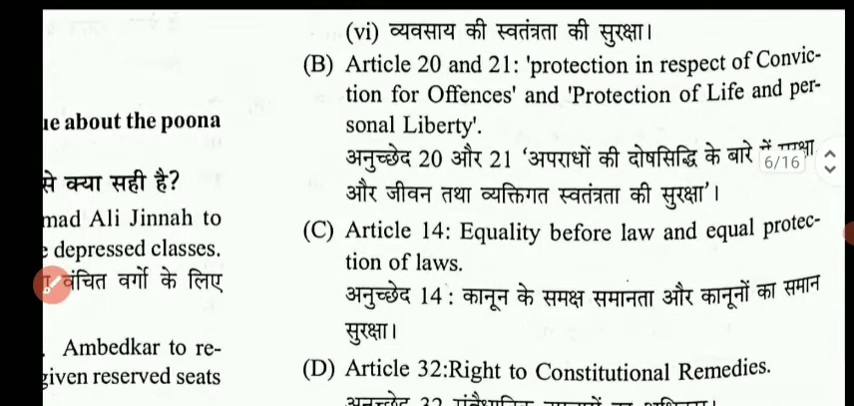 ue about the poona
से क्या सही है?
mad Ali Jinnah to
e depressed classes.
वंचित वर्गो के लिए
. Ambedkar to re-
given reserved seats
(vi) व्यवसाय की स्वतंत्रता की सुरक्षा।
(B) Article 20 and 21: 'protection in respect of Convic-
tion for Offences' and 'Protection of Life and per-
sonal Liberty'.
अनुच्छेद 20 और 21 ‘अपराधों की दोषसिद्धि के बारे में
6/16
और जीवन तथा व्यक्तिगत स्वतंत्रता की सुरक्षा’।
(C) Article 14: Equality before law and equal protec-
tion of laws.
अनुच्छेद 14 : कानून के समक्ष समानता और कानूनों का समान
सुरक्षा।
(D) Article 32:Right to Constitutional Remedies.
अनुच्छेद 32